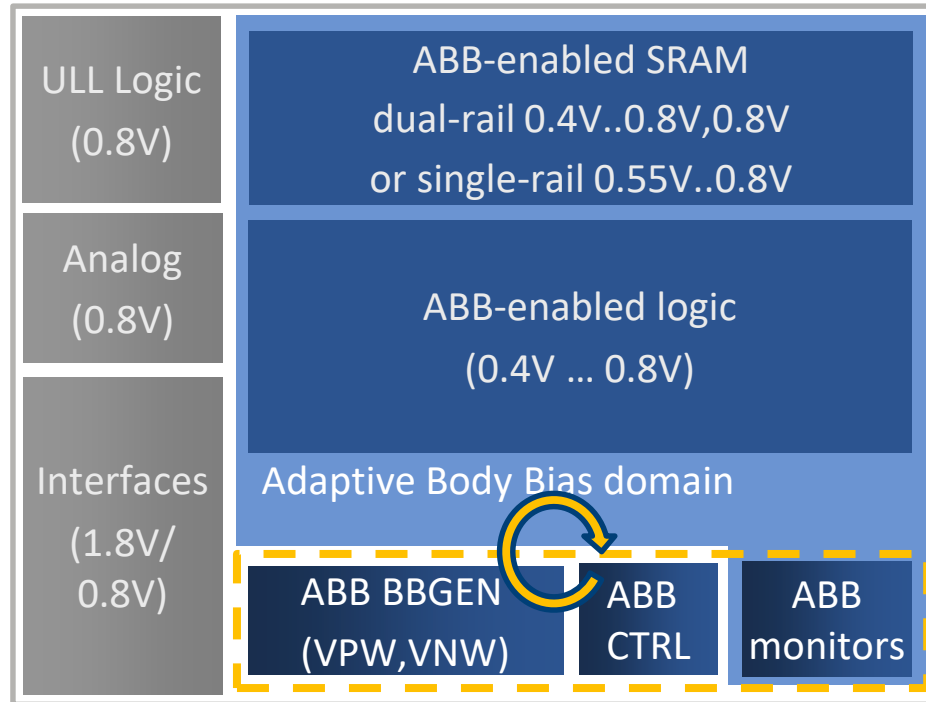 ULL Logic
(0.8V)
Analog
(0.8V)
Interfaces
(1.8V/
0.8V)
ABB-enabled SRAM
dual-rail 0.4V..0.8V,0.8V
or single-rail 0.55V..0.8V
ABB-enabled logic
(0.4V ... 0.8V)
Adaptive Body Bias domain
ABB BBGEN
(VPW,VNW)
ABB
CTRL
ABB
monitors